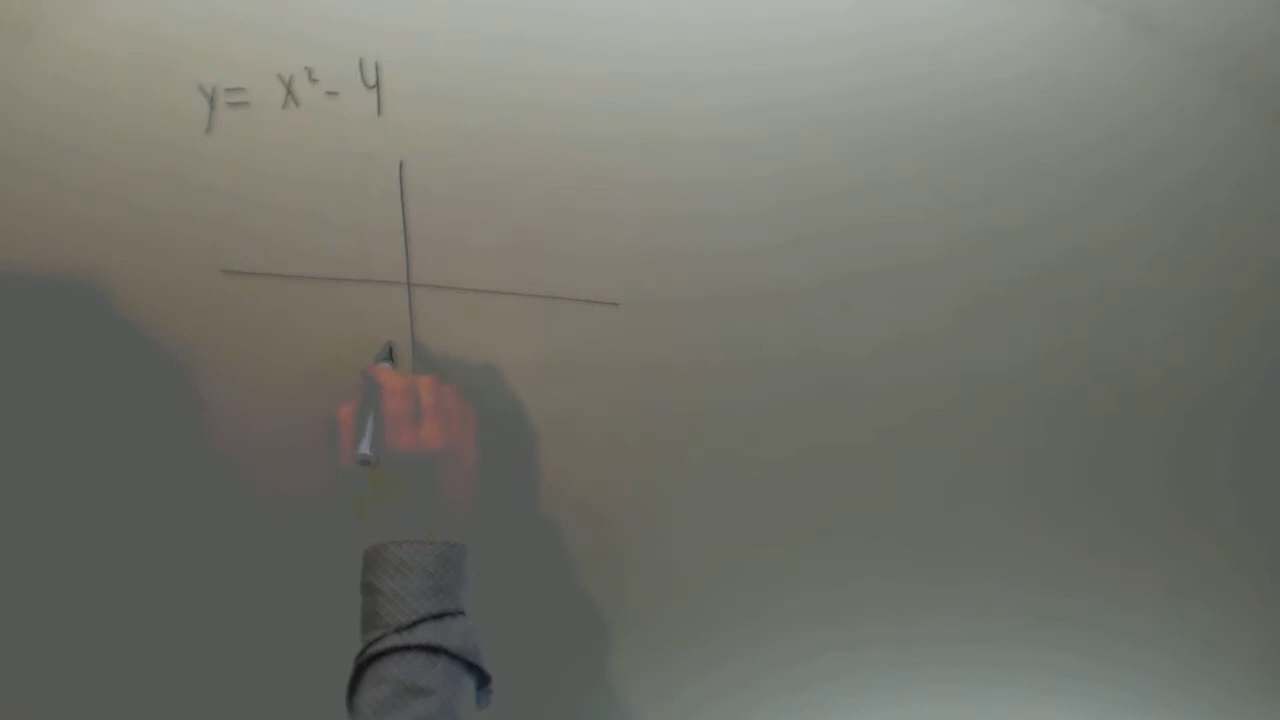 y = x² - 4